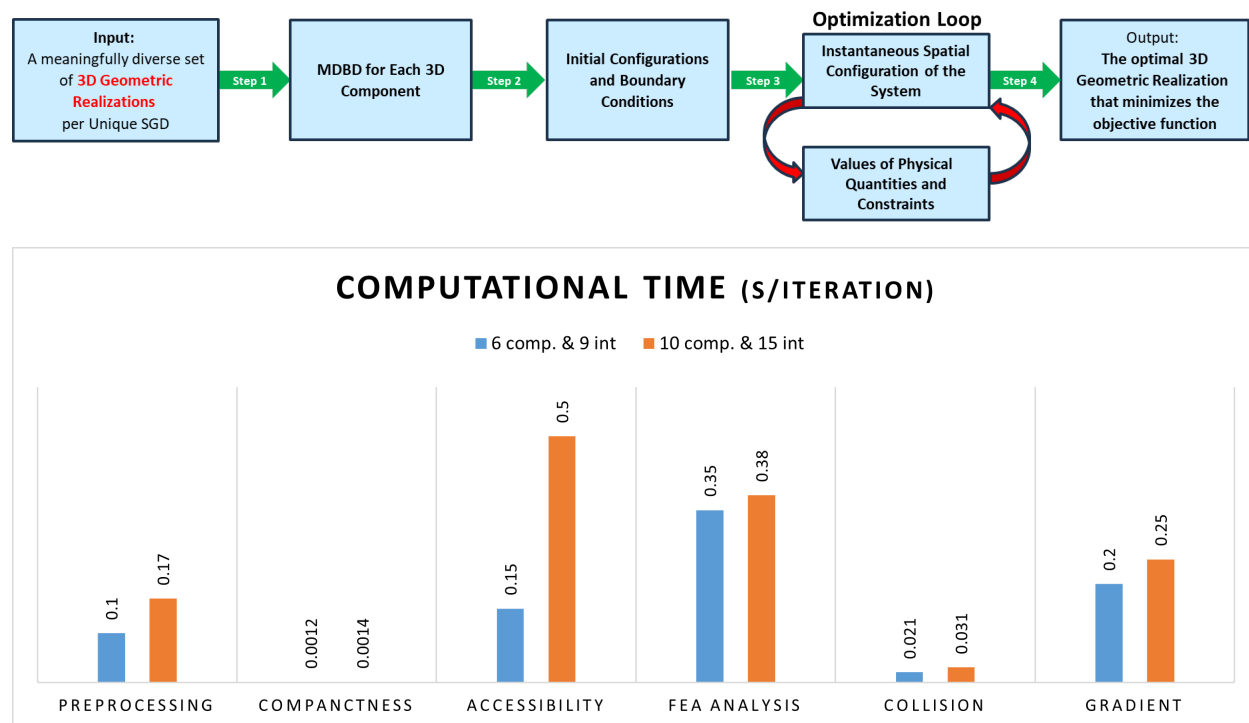 Input:
A meaningfully diverse set
of 3D Geometric
Realizations
per Unique SGD
Step 1
MDBD for Each 3D
Component
Step 2
Initial Configurations
and Boundary
Conditions
Step 3
Optimization Loop
Instantaneous Spatial
Configuration of the
System
Values of Physical
Quantities and
Constraints
Step 4
Output:
The optimal 3D
Geometric Realization
that minimizes the
objective function
COMPUTATIONAL TIME (S/ITERATION)
6 comp. & 9 int 10 comp. & 15 int
0.1
0.17
0.0012
0.0014
0.15
0.5
0.35
0.38
0.021
0.031
0.2
0.25
PREPROCESSING COMPANCTNESS ACCESSIBILITY FEA ANALYSIS COLLISION GRADIENT